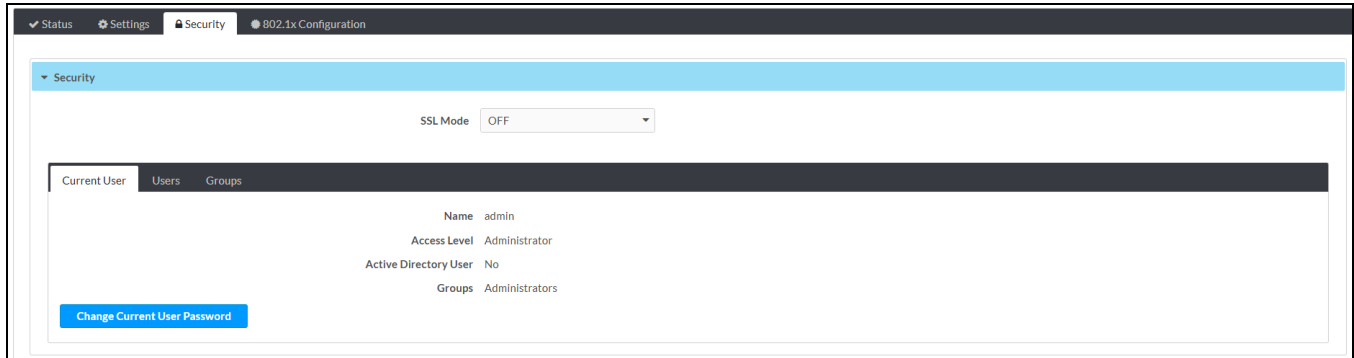 Status Settings Security 802.1x Configuration
Security
SSL Mode OFF
Current User Users Groups
Name admin
Access Level Administrator
Active Directory User No
Groups Administrators
Change Current User Password